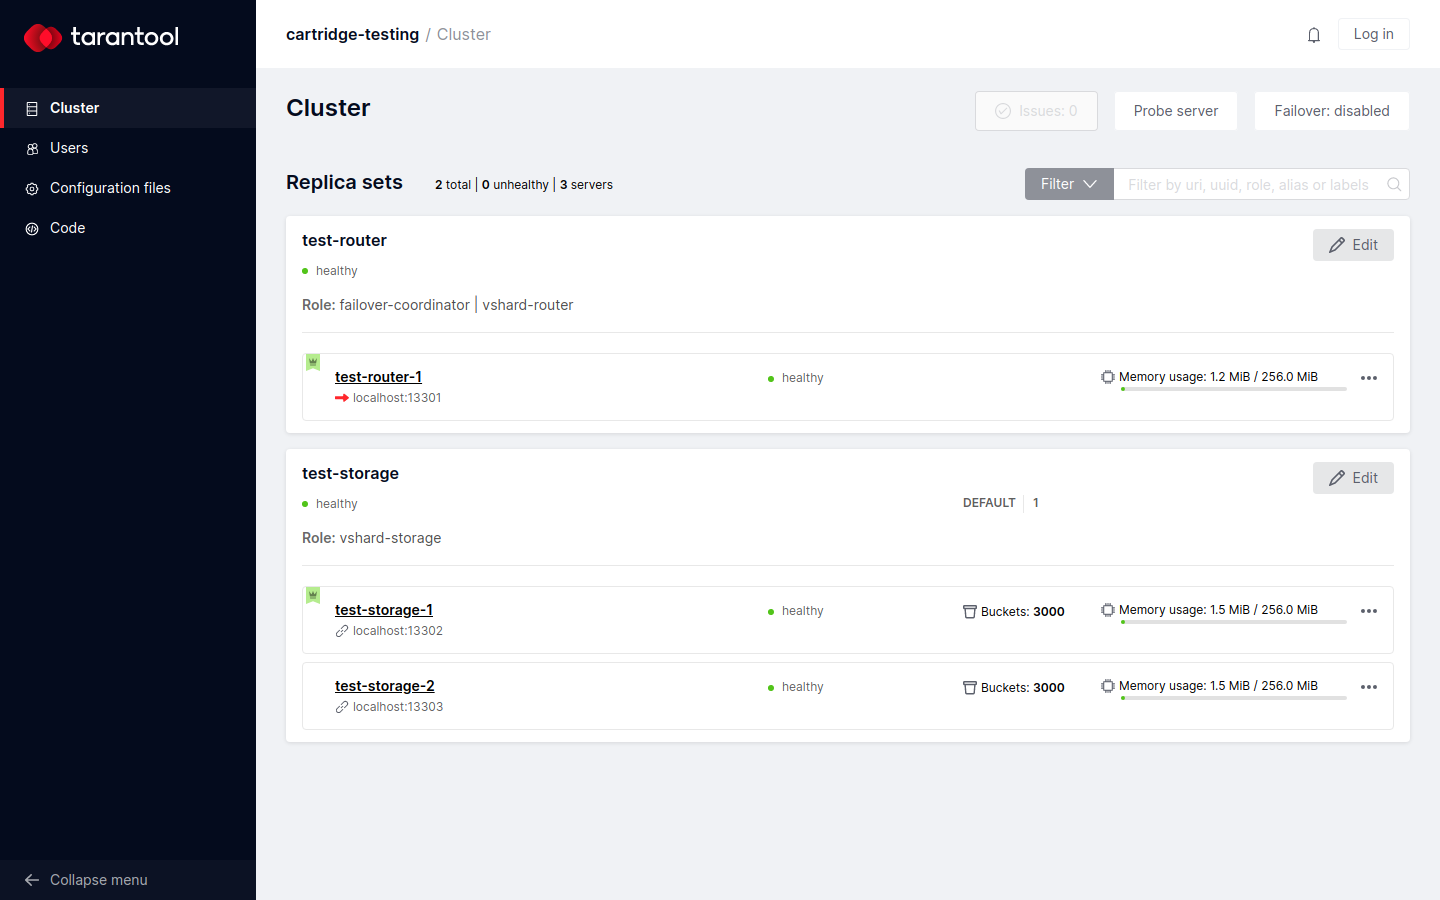 tarantool
cartridge-testing / Cluster
Log in
Cluster
Users
Configuration files
Code
Collapse menu
Cluster
Issues: 0
Probe server
Failover: disabled
Replica sets
2 total | 0 unhealthy | 3 servers
Filter
Filter by uri, uuid, role, alias or labels
test-router
Edit
healthy
Role: failover-coordinator | vshard-router
test-router-1
healthy
Memory usage: 1.2 MiB / 256.0 MiB
localhost:13301
test-storage
Edit
healthy
DEFAULT 1
Role: vshard-storage
test-storage-1
healthy
Buckets: 3000
Memory usage: 1.5 MiB / 256.0 MiB
localhost:13302
test-storage-2
healthy
Buckets: 3000
Memory usage: 1.5 MiB / 256.0 MiB
localhost:13303